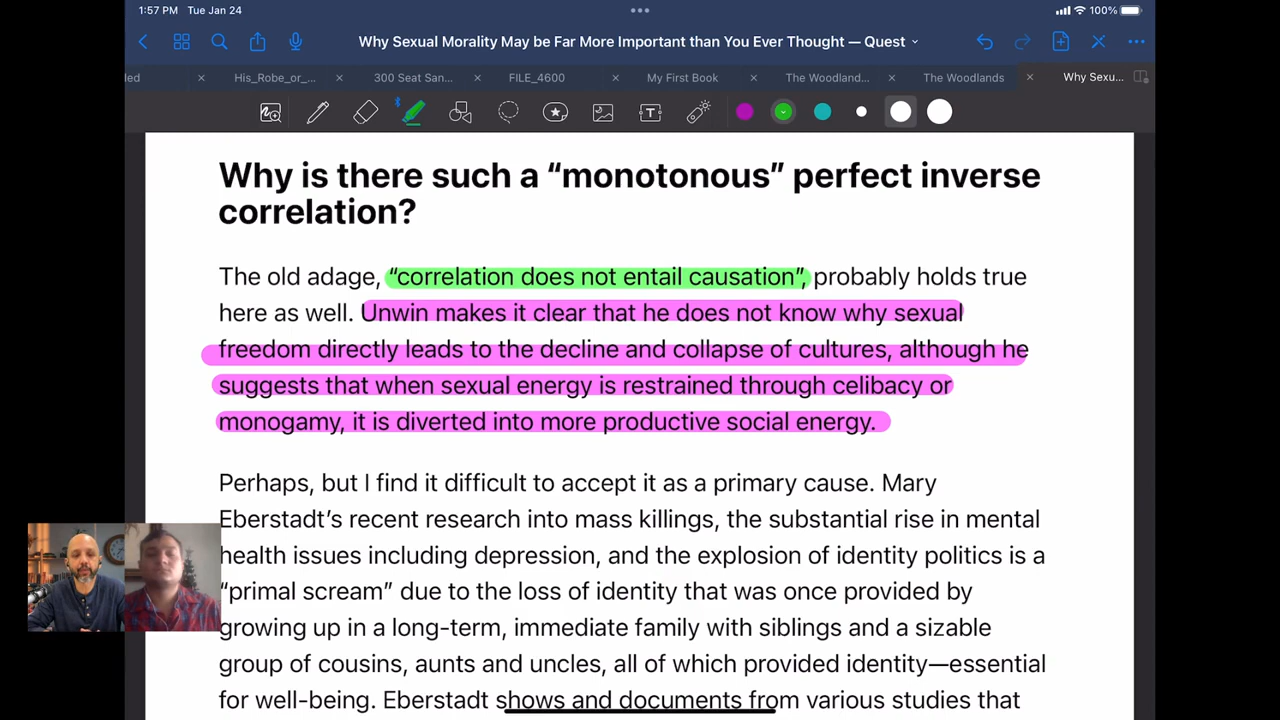 1:57 PM Tue Jan 24
100%
Why Sexual Morality May be Far More Important than You Ever Thought — Quest
led
His_Robe_or_...
300 Seat San...
FILE_4600
My First Book
The Woodland...
The Woodlands
Why Sexu...
T
Why is there such a “monotonous” perfect inverse
correlation?
The old adage, “correlation does not entail causation”, probably holds true
here as well. Unwin makes it clear that he does not know why sexual
freedom directly leads to the decline and collapse of cultures, although he
suggests that when sexual energy is restrained through celibacy or
monogamy, it is diverted into more productive social energy.
Perhaps, but I find it difficult to accept it as a primary cause. Mary
Eberstadt’s recent research into mass killings, the substantial rise in mental
health issues including depression, and the explosion of identity politics is a
“primal scream” due to the loss of identity that was once provided by
growing up in a long-term, immediate family with siblings and a sizable
group of cousins, aunts and uncles, all of which provided identity—essential
for well-being. Eberstadt shows and documents from various studies that